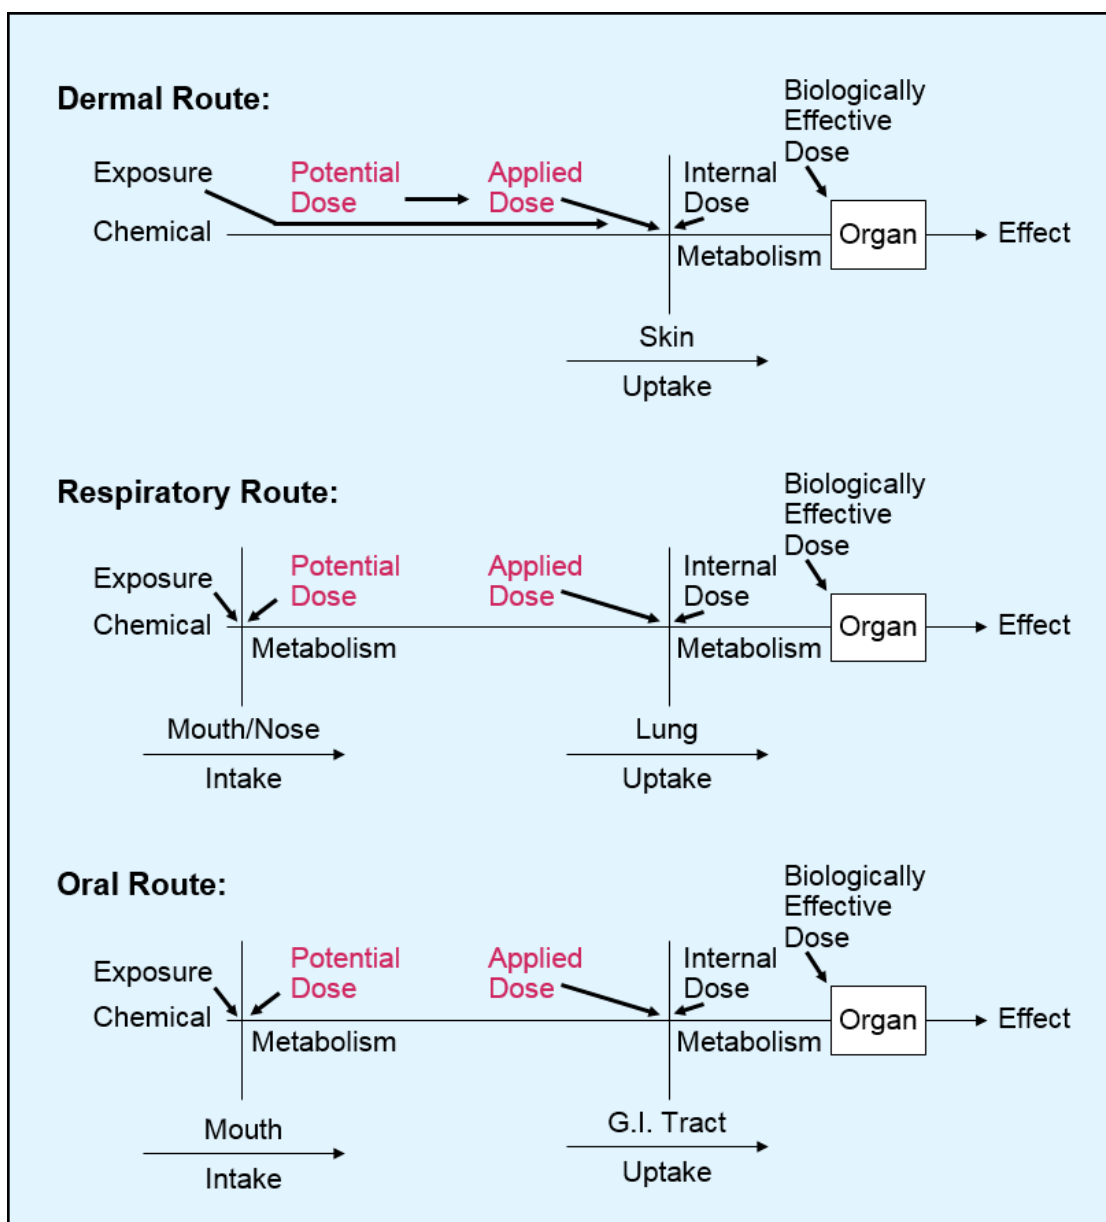 Dermal Route:
Biologically
Effective
Dose
Exposure
Potential
Dose
Applied
Dose
Internal
Dose
Chemical
Metabolism
Organ
Effect
Skin
Uptake
Respiratory Route:
Biologically
Effective
Dose
Exposure
Potential
Dose
Applied
Dose
Internal
Dose
Chemical
Metabolism
Metabolism
Organ
Effect
Mouth/Nose
Intake
Lung
Uptake
Oral Route:
Biologically
Effective
Dose
Exposure
Potential
Dose
Applied
Dose
Internal
Dose
Chemical
Metabolism
Metabolism
Organ
Effect
Mouth
Intake
G.I. Tract
Uptake